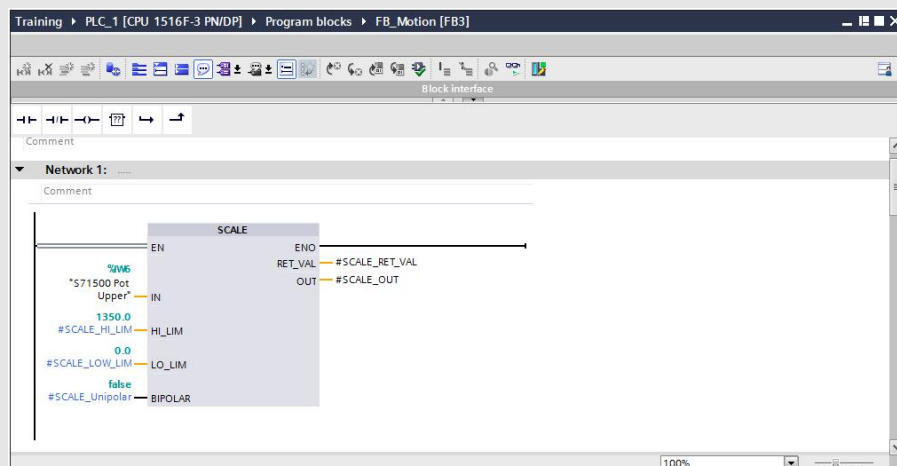 Training ▸ PLC_1 [CPU 1516F-3 PN/DP] ▸ Program blocks ▸ FB_Motion [FB3]
Block interface
Comment
Network 1: .....
Comment
SCALE
EN
ENO
RET_VAL
#SCALE_RET_VAL
OUT
#SCALE_OUT
%IW6
"S71500 Pot
Upper"
IN
1350.0
#SCALE_HI_LIM
HI_LIM
0.0
#SCALE_LOW_LIM
LO_LIM
false
#SCALE_Unipolar
BIPOLAR
100%